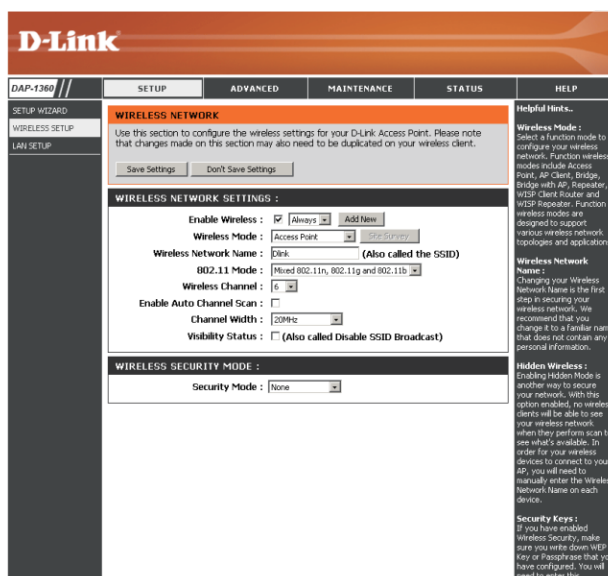 D-Link
DAP-1360
SETUP
ADVANCED
MAINTENANCE
STATUS
HELP
SETUP WIZARD
WIRELESS SETUP
LAN SETUP
WIRELESS NETWORK
Use this section to configure the wireless settings for your D-Link Access Point. Please note
that changes made on this section may also need to be duplicated on your wireless client.
Save Settings
Don't Save Settings
WIRELESS NETWORK SETTINGS :
Enable Wireless : Always Add New
Wireless Mode : Access Point Site Survey
Wireless Network Name : Dlink (Also called the SSID)
802.11 Mode : Mixed 802.11n, 802.11g and 802.11b
Wireless Channel : 6
Enable Auto Channel Scan :
Channel Width : 20MHz
Visibility Status : (Also called Disable SSID Broadcast)
WIRELESS SECURITY MODE :
Security Mode : None
Helpful Hints..
Wireless Mode :
Select a function mode to
configure your wireless
network. Function wireless
modes include Access
Point, AP Client, Bridge,
Bridge with AP, Repeater,
WISP Client Router and
WISP Repeater. Function
wireless modes are
designed to support
various wireless network
topologies and application
Wireless Network
Name :
Changing your Wireless
Network Name is the first
step in securing your
wireless network. We
recommend that you
change it to a familiar nam
that does not contain any
personal information.
Hidden Wireless :
Enabling Hidden Mode is
another way to secure
your network. With this
option enabled, no wireles
clients will be able to see
your wireless network
when they perform scan t
see what's available. In
order for your wireless
devices to connect to you
AP, you will need to
manually enter the Wirele
Network Name on each
device.
Security Keys :
If you have enabled
Wireless Security, make
sure you write down WEP
Key or Passphrase that yo
have configured. You will
need to enter this